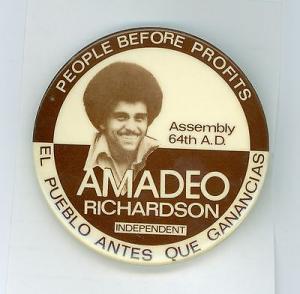 PEOPLE BEFORE PROFITS
Assembly
64th A.D.
AMADEO
RICHARDSON
INDEPENDENT
EL PUEBLO ANTES QUE GANANCIAS